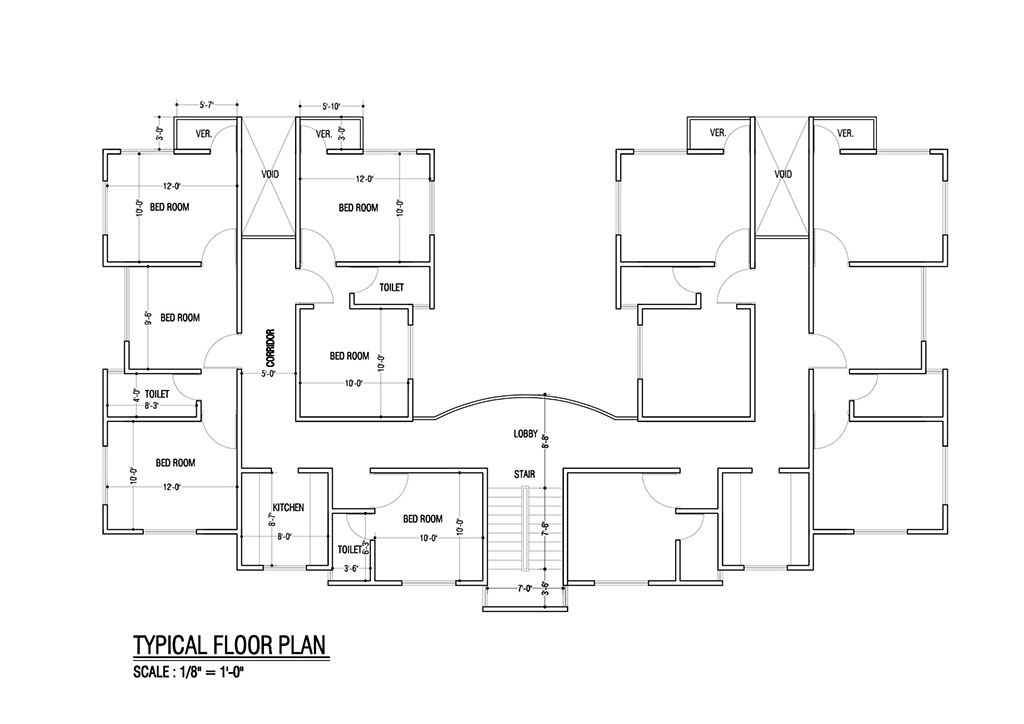 5'-7"
5'-10"
3'-0"
VER.
VER.
3'-0"
VER.
VER.
VOID
VOID
12'-0"
12'-0"
10'-0"
BED ROOM
BED ROOM
10'-0"
TOILET
9'-6"
BED ROOM
CORRIDOR
BED ROOM
10'-0"
5'-0"
10'-0"
4'-0"
TOILET
8'-3"
LOBBY
8'-8"
BED ROOM
STAIR
10'-0"
12'-0"
KITCHEN
8'-7"
8'-0"
BED ROOM
10'-0"
10'-0"
7'-6"
TOILET
6'-3"
3'-6"
7'-0"
3'-6"
TYPICAL FLOOR PLAN
SCALE : 1/8" = 1'-0"